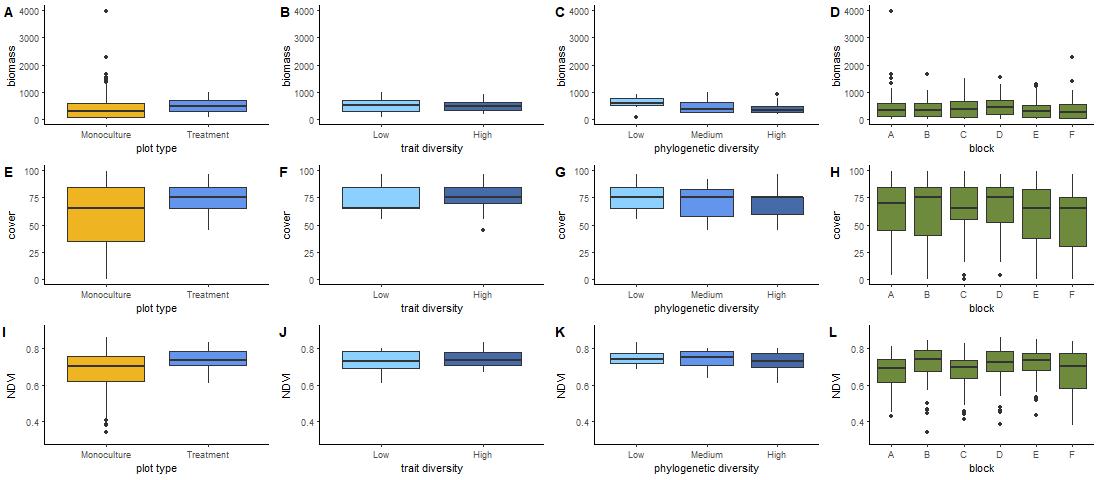 A B C D
biomass 4000 3000 2000 1000 0
biomass 4000 3000 2000 1000 0
biomass 4000 3000 2000 1000 0
biomass 4000 3000 2000 1000 0
Monoculture Treatment Low High Low Medium High A B C D E F
plot type trait diversity phylogenetic diversity block
E F G H
cover 100 75 50 25 0
cover 100 75 50 25 0
cover 100 75 50 25 0
cover 100 75 50 25 0
Monoculture Treatment Low High Low Medium High A B C D E F
plot type trait diversity phylogenetic diversity block
I J K L
NDVI 0.8 0.6 0.4
NDVI 0.8 0.6 0.4
NDVI 0.8 0.6 0.4
NDVI 0.8 0.6 0.4
Monoculture Treatment Low High Low Medium High A B C D E F
plot type trait diversity phylogenetic diversity block